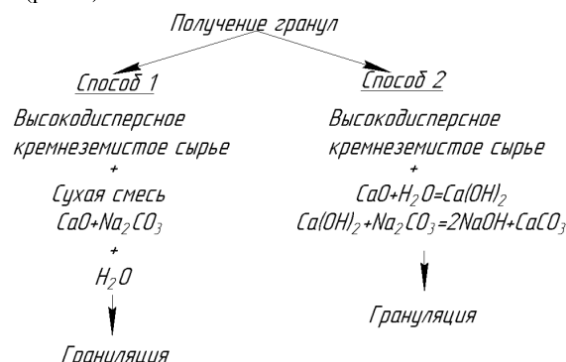 Получение гранул
Способ 1
Высокодисперсное
кремнеземистое сырье
+
Сухая смесь
CaO+Na₂CO₃
+
H₂O
Грануляция
Способ 2
Высокодисперсное
кремнеземистое сырье
+
CaO+H₂O=Ca(OH)₂
Ca(OH)₂+Na₂CO₃=2NaOH+CaCO₃
Грануляция